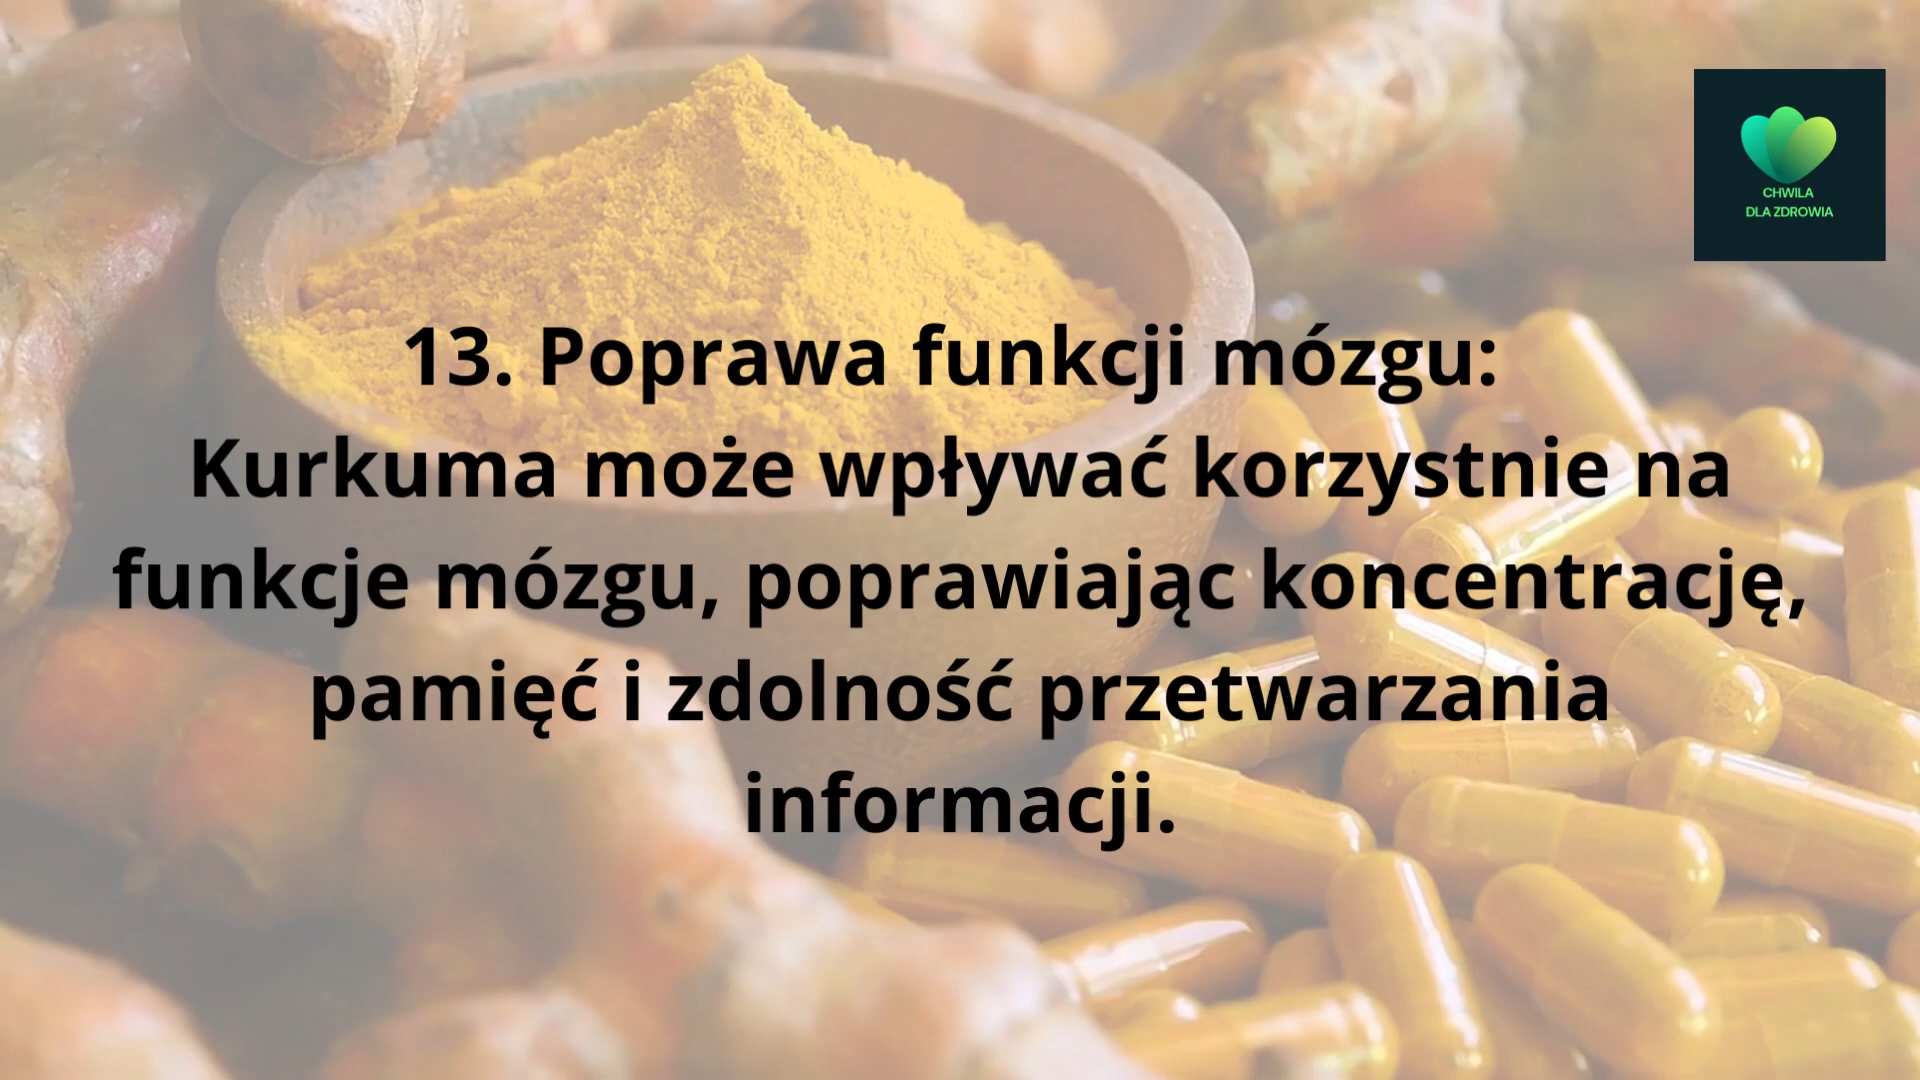 CHWILA
DLA ZDROWIA
13. Poprawa funkcji mózgu:
Kurkuma może wpływać korzystnie na
funkcje mózgu, poprawiając koncentrację,
pamięć i zdolność przetwarzania
informacji.